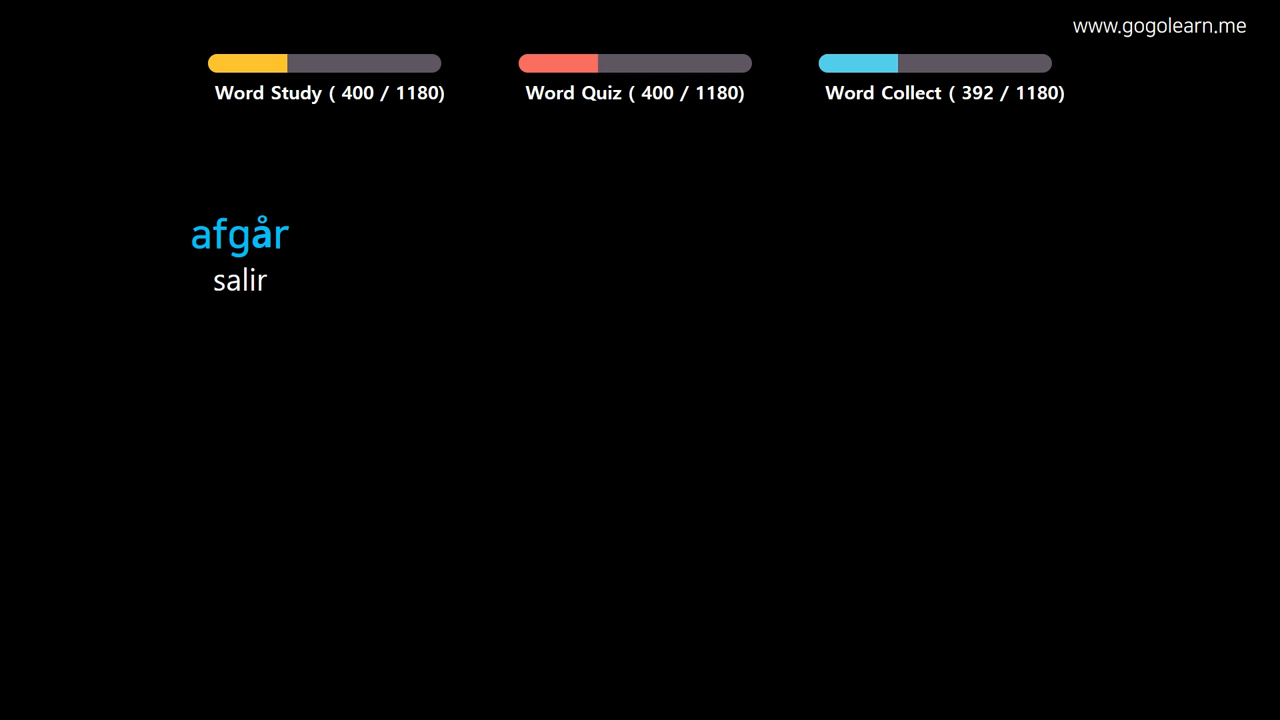 www.gogolearn.me
Word Study ( 400 / 1180)
Word Quiz ( 400 / 1180)
Word Collect ( 392 / 1180)
afgår
salir